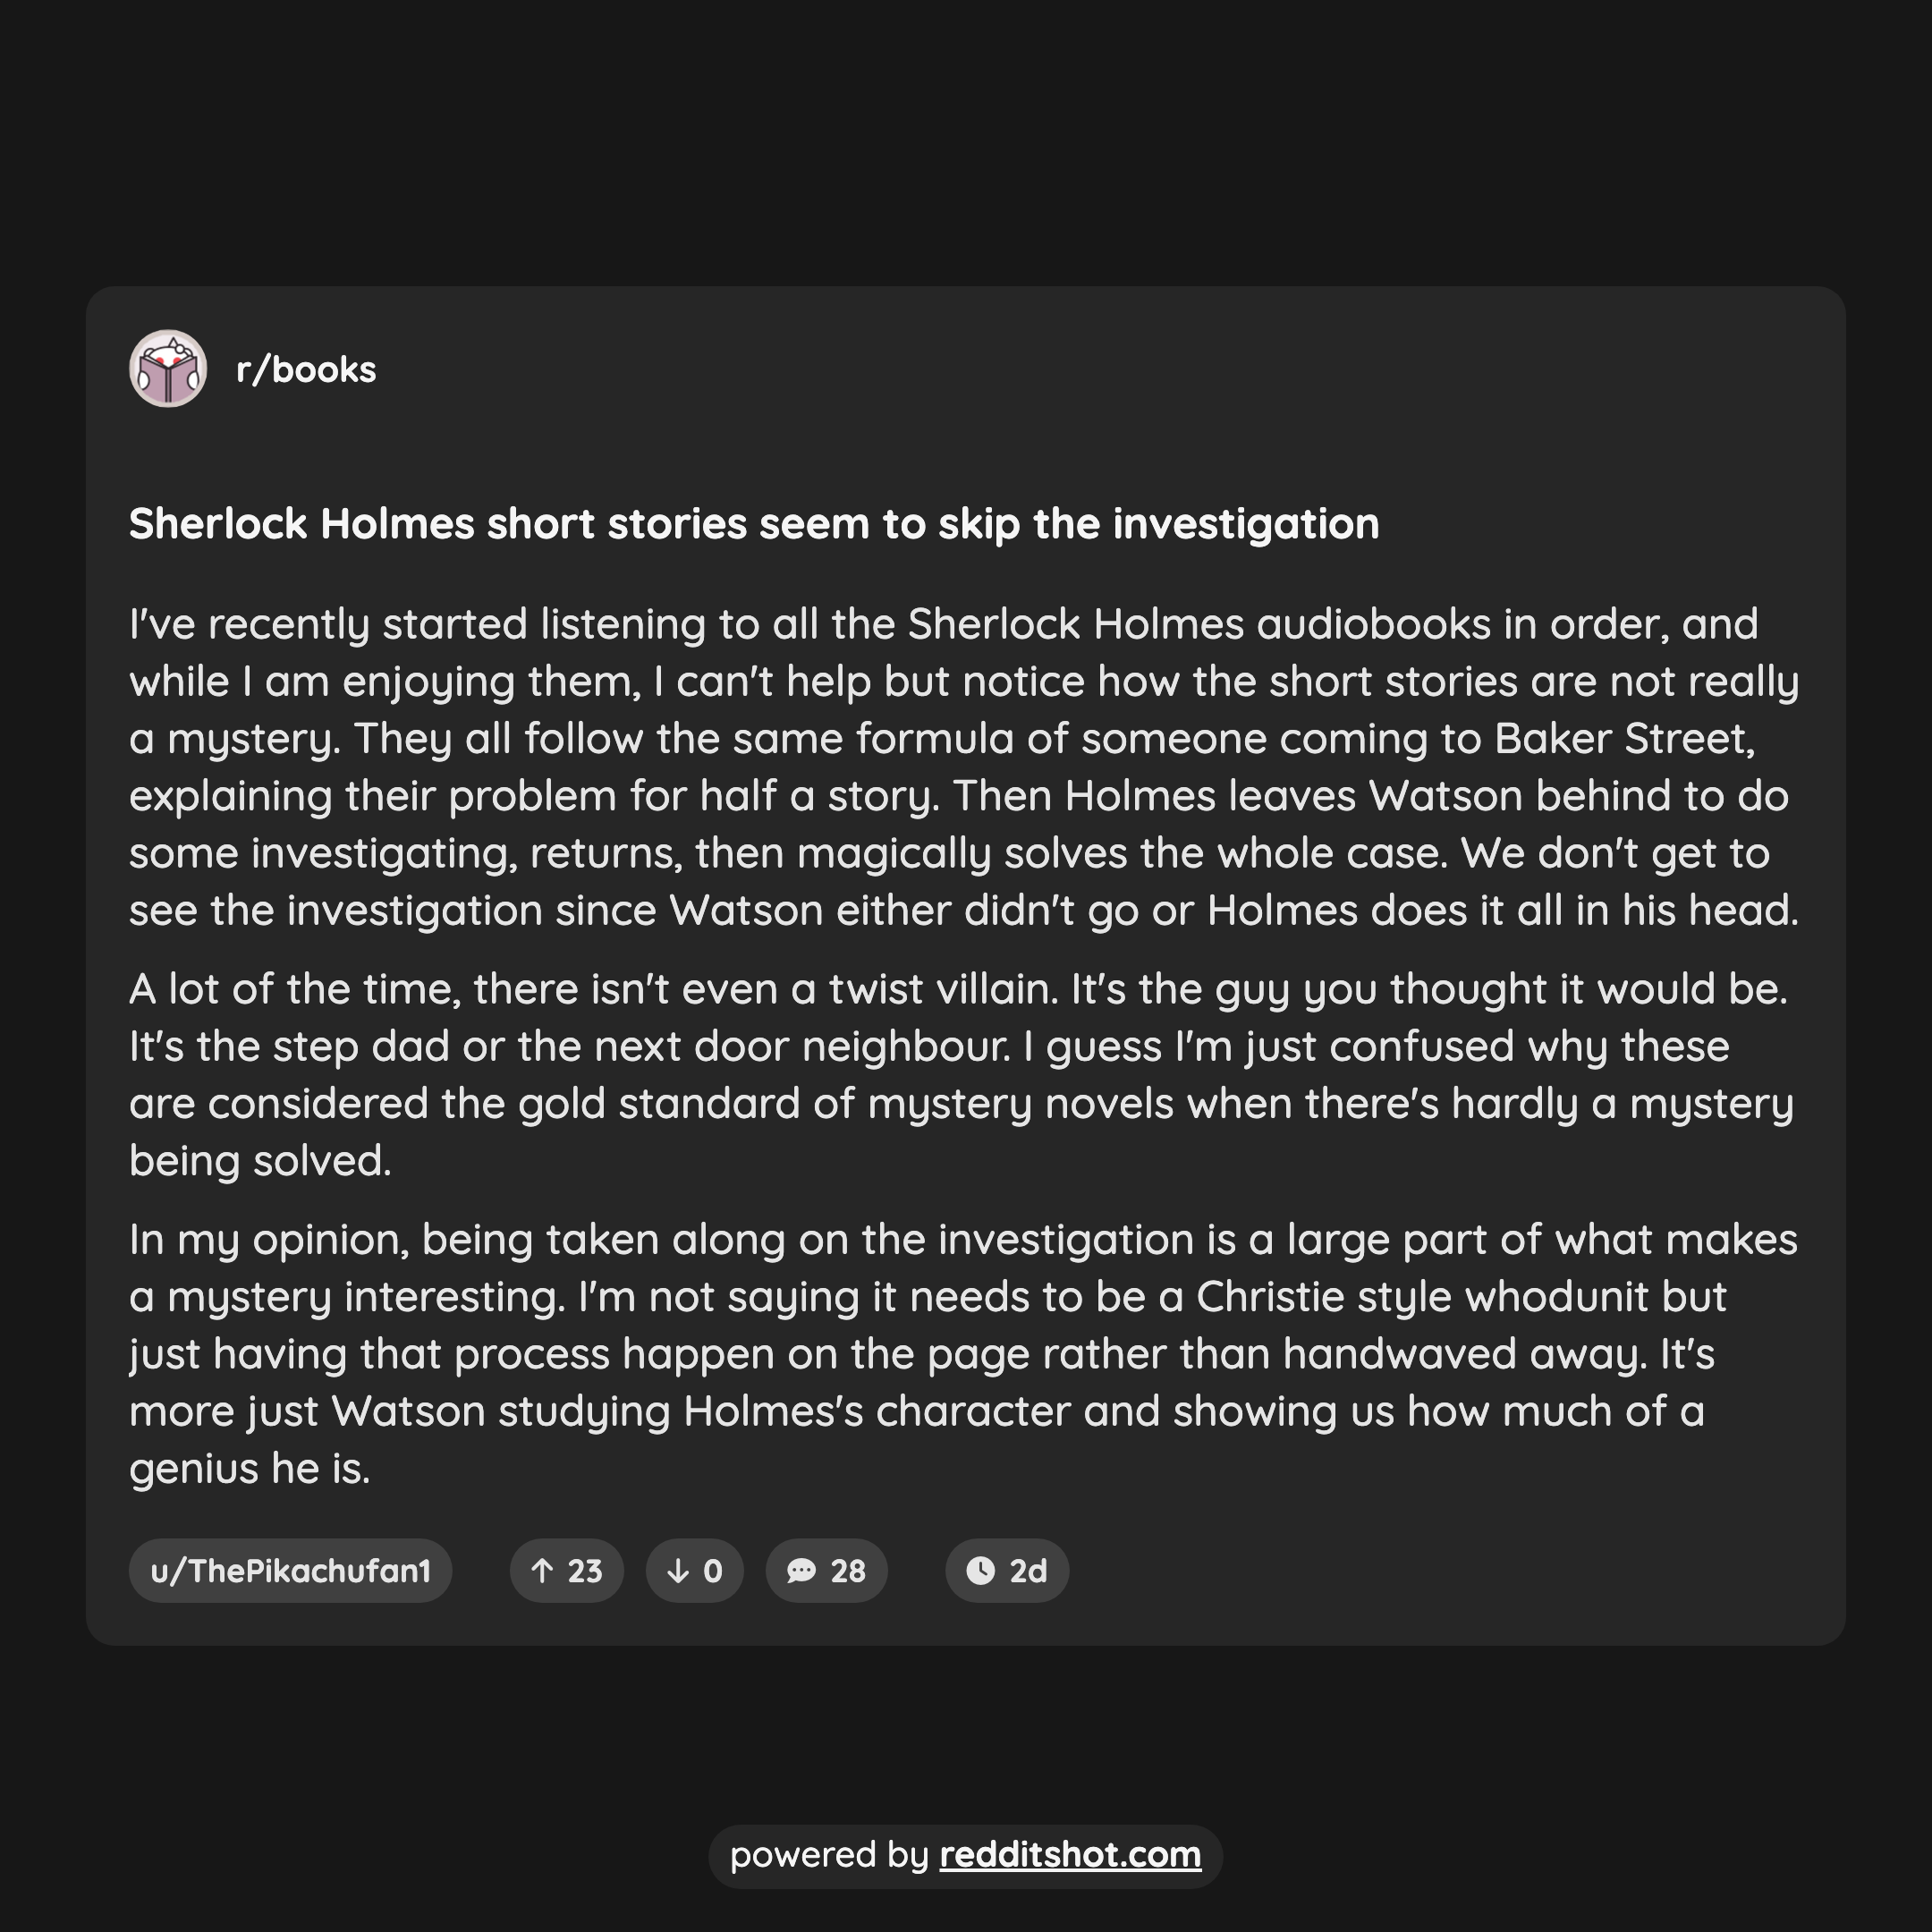 r/books
Sherlock Holmes short stories seem to skip the investigation
I've recently started listening to all the Sherlock Holmes audiobooks in order, and
while I am enjoying them, I can't help but notice how the short stories are not really
a mystery. They all follow the same formula of someone coming to Baker Street,
explaining their problem for half a story. Then Holmes leaves Watson behind to do
some investigating, returns, then magically solves the whole case. We don't get to
see the investigation since Watson either didn't go or Holmes does it all in his head.
A lot of the time, there isn't even a twist villain. It's the guy you thought it would be.
It's the step dad or the next door neighbour. I guess I'm just confused why these
are considered the gold standard of mystery novels when there's hardly a mystery
being solved.
In my opinion, being taken along on the investigation is a large part of what makes
a mystery interesting. I'm not saying it needs to be a Christie style whodunit but
just having that process happen on the page rather than handwaved away. It's
more just Watson studying Holmes's character and showing us how much of a
genius he is.
u/ThePikachufan1 23 0 28 2d
powered by redditshot.com